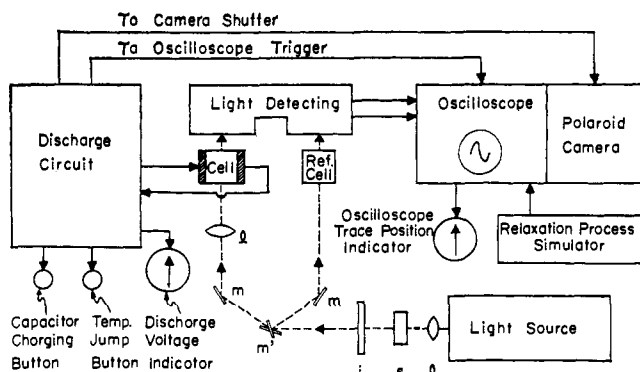 To Camera Shutter
To Oscilloscope Trigger
Light Detecting
Oscilloscope
Polaroid
Camera
Discharge
Circuit
Cell
Ref.
Cell
l
Oscilloscope
Trace Position
Indicator
Relaxation Process
Simulator
m
m
m'
Capacitor
Charging
Button
Temp.
Jump
Button
Discharge
Voltage
Indicator
i
s
l
Light Source